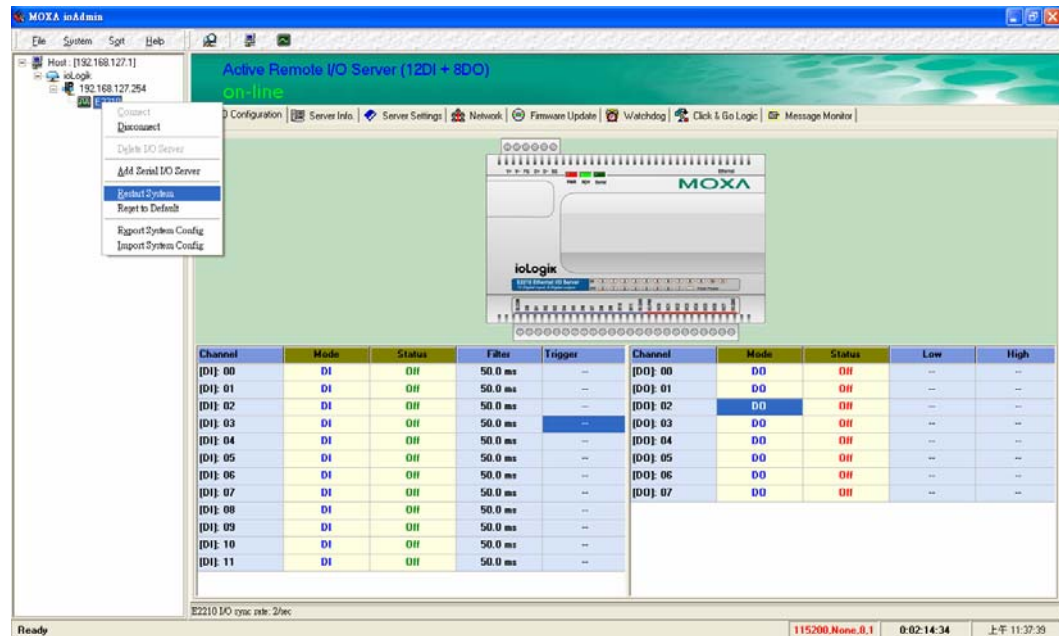 MOXA ioAdmin
File System Sort Help
Host : [192.168.127.1]
ioLogik
192.168.127.254
Connect
Disconnect
Delete I/O Server
Add Serial I/O Server
Restart System
Reset to Default
Export System Config
Import System Config
Active Remote I/O Server (12DI + 8DO)
on-line
Configuration Server Info. Server Settings Network Firmware Update Watchdog Click & Go Logic Message Monitor
MOXA
ioLogik
E2210 Ethernet I/O Server
Channel Mode Status Filter Trigger
[DI]: 00 DI Off 50.0 ms --
[DI]: 01 DI Off 50.0 ms --
[DI]: 02 DI Off 50.0 ms --
[DI]: 03 DI Off 50.0 ms --
[DI]: 04 DI Off 50.0 ms --
[DI]: 05 DI Off 50.0 ms --
[DI]: 06 DI Off 50.0 ms --
[DI]: 07 DI Off 50.0 ms --
[DI]: 08 DI Off 50.0 ms --
[DI]: 09 DI Off 50.0 ms --
[DI]: 10 DI Off 50.0 ms --
[DI]: 11 DI Off 50.0 ms --
Channel Mode Status Low High
[DO]: 00 DO Off -- --
[DO]: 01 DO Off -- --
[DO]: 02 DO Off -- --
[DO]: 03 DO Off -- --
[DO]: 04 DO Off -- --
[DO]: 05 DO Off -- --
[DO]: 06 DO Off -- --
[DO]: 07 DO Off -- --
E2210 I/O sync rate: 2/sec
Ready 115200,None,8,1 0:02:14:34 上午 11:37:39